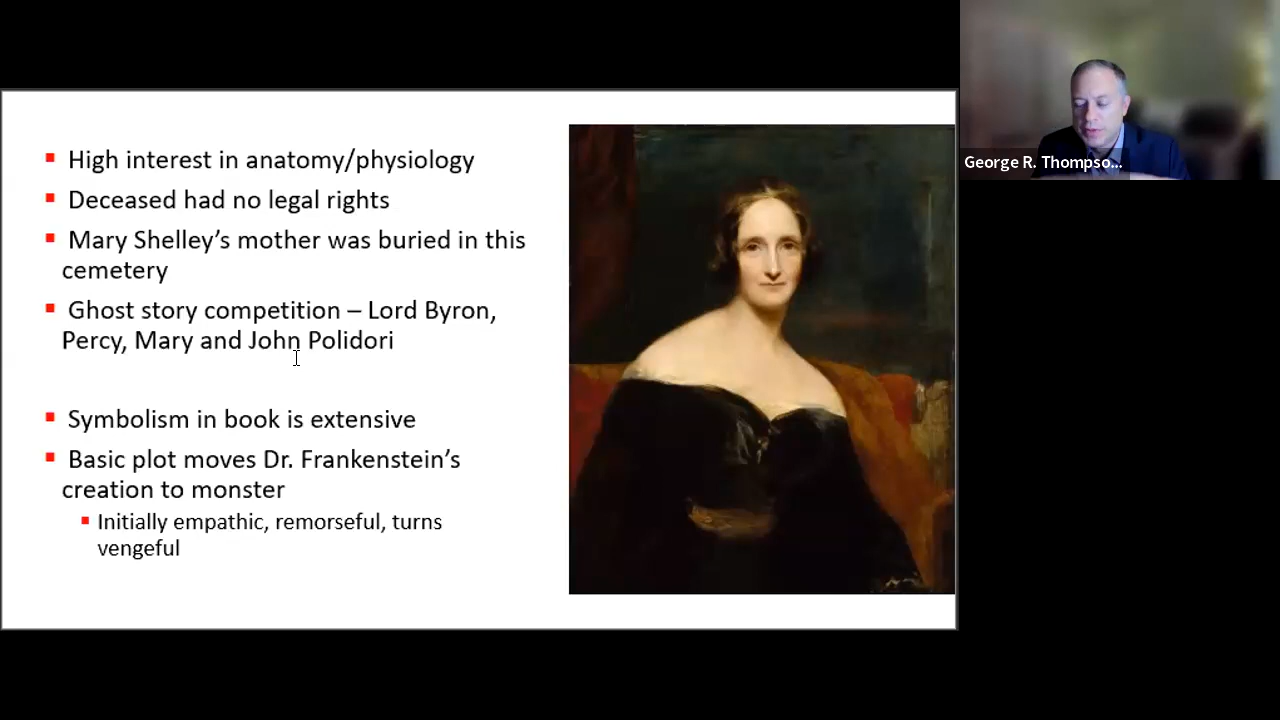 High interest in anatomy/physiology
Deceased had no legal rights
Mary Shelley’s mother was buried in this
cemetery
Ghost story competition – Lord Byron,
Percy, Mary and John Polidori
Symbolism in book is extensive
Basic plot moves Dr. Frankenstein’s
creation to monster
Initially empathic, remorseful, turns
vengeful
George R. Thompso...